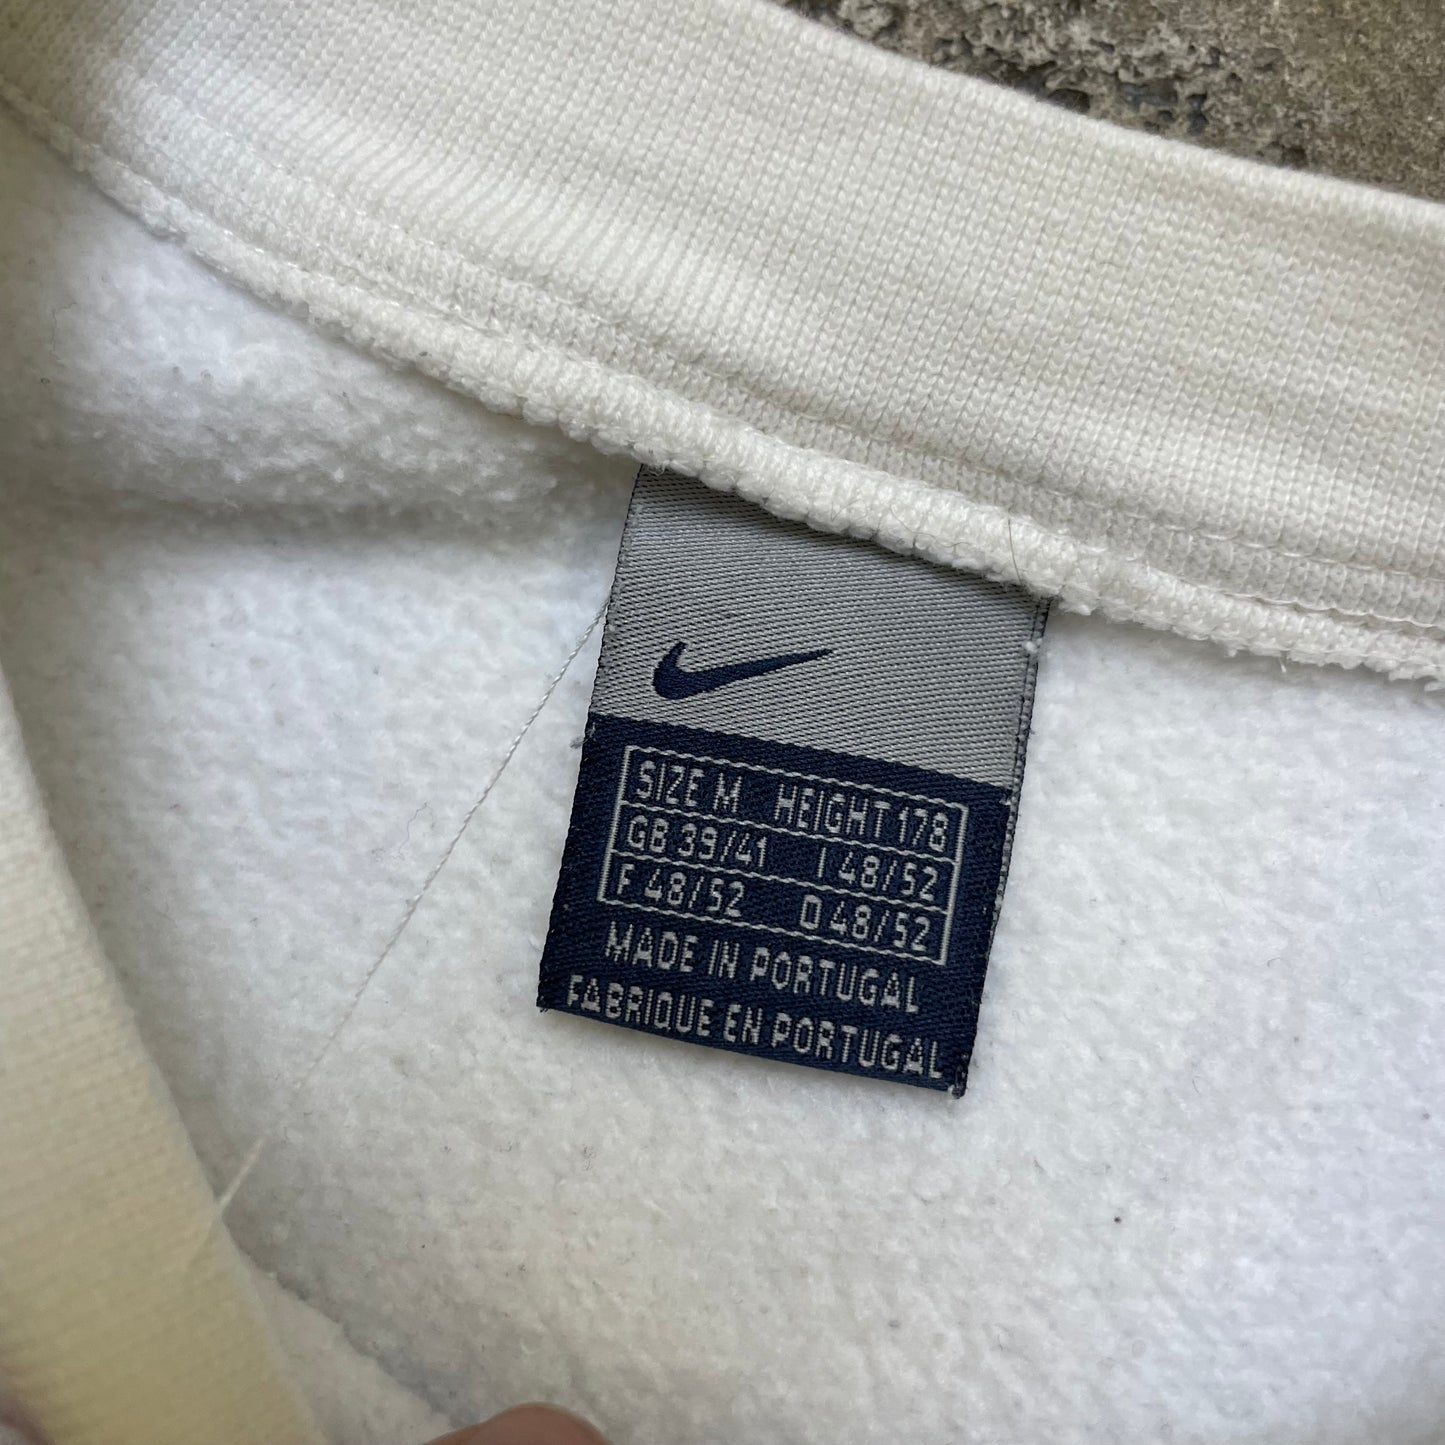 SIZE M HEIGHT 178
GB 39/41 I 48/52
F 48/52 D 48/52
MADE IN PORTUGAL
FABRIQUE EN PORTUGAL